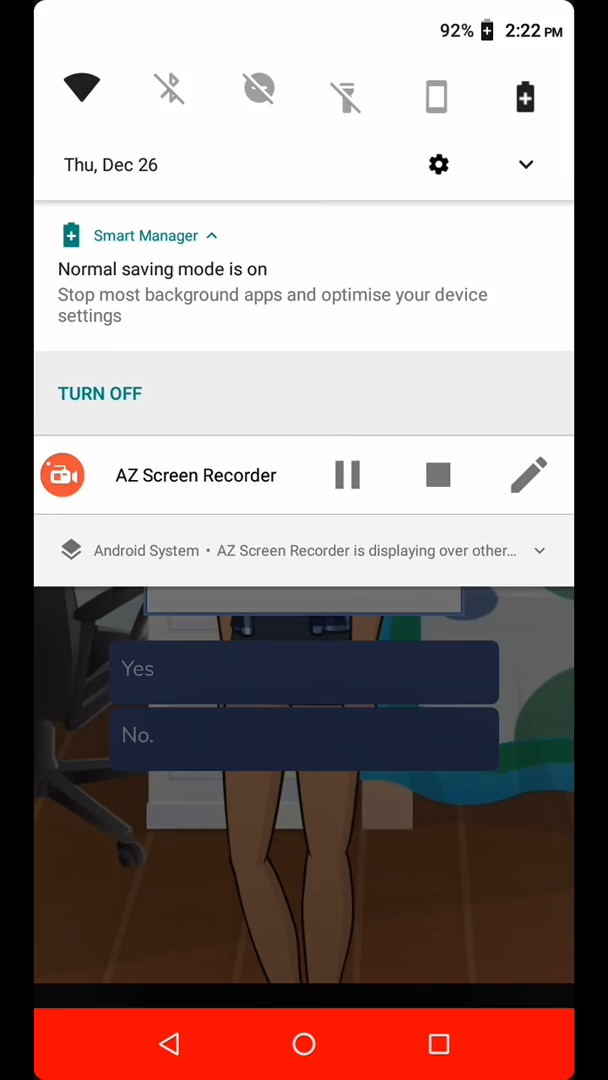 92% 2:22 PM
Thu, Dec 26
Smart Manager
Normal saving mode is on
Stop most background apps and optimise your device
settings
TURN OFF
AZ Screen Recorder
Android System • AZ Screen Recorder is displaying over other...
Yes
No.